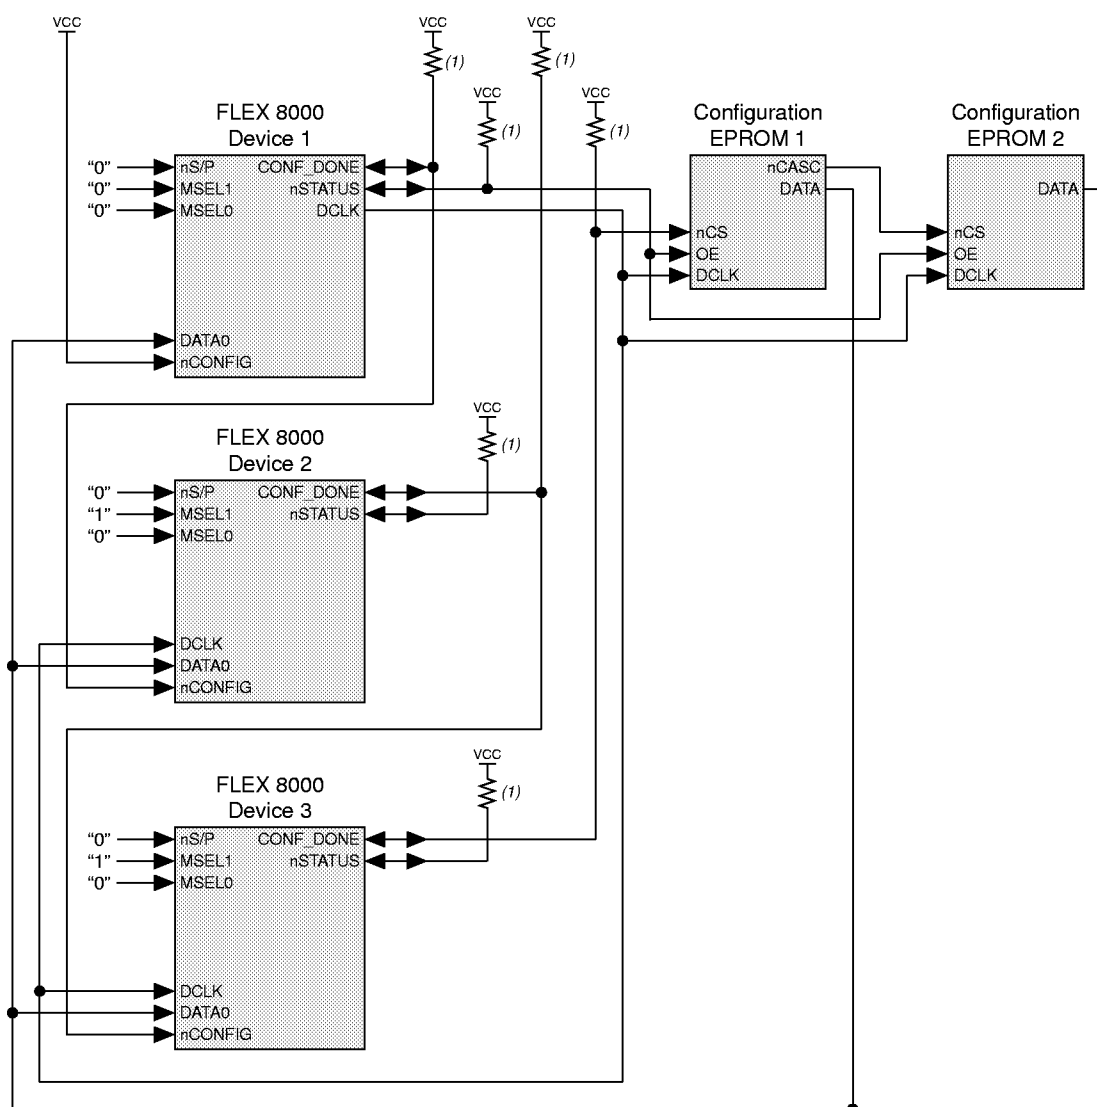 VCC
VCC
VCC
(1)
(1)
VCC
VCC
(1)
(1)
FLEX 8000
Device 1
Configuration
EPROM 1
Configuration
EPROM 2
“0”
nS/P
CONF_DONE
“0”
MSEL1
nSTATUS
“0”
MSEL0
DCLK
DATA0
nCONFIG
nCASC
DATA
nCS
OE
DCLK
DATA
nCS
OE
DCLK
VCC
(1)
FLEX 8000
Device 2
“0”
nS/P
CONF_DONE
“1”
MSEL1
nSTATUS
“0”
MSEL0
DCLK
DATA0
nCONFIG
VCC
(1)
FLEX 8000
Device 3
“0”
nS/P
CONF_DONE
“1”
MSEL1
nSTATUS
“0”
MSEL0
DCLK
DATA0
nCONFIG